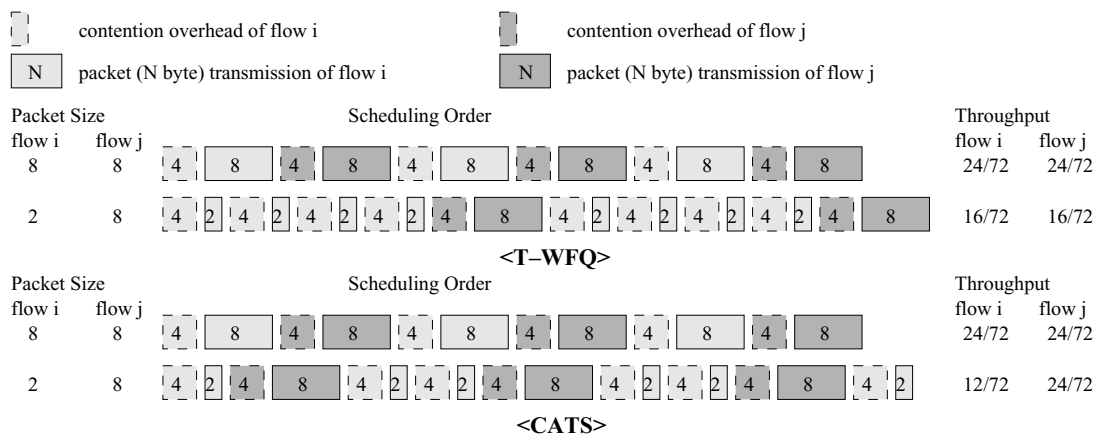 contention overhead of flow i contention overhead of flow j
N packet (N byte) transmission of flow i N packet (N byte) transmission of flow j
Packet Size Scheduling Order Throughput
flow i flow j flow i flow j
8 8 4 8 4 8 4 8 4 8 4 8 4 8 24/72 24/72
2 8 4 2 4 2 4 2 4 2 4 8 4 2 4 2 4 2 4 2 4 8 16/72 16/72
<T–WFQ>
Packet Size Scheduling Order Throughput
flow i flow j flow i flow j
8 8 4 8 4 8 4 8 4 8 4 8 4 8 24/72 24/72
2 8 4 2 4 8 4 2 4 2 4 8 4 2 4 2 4 8 4 2 12/72 24/72
<CATS>